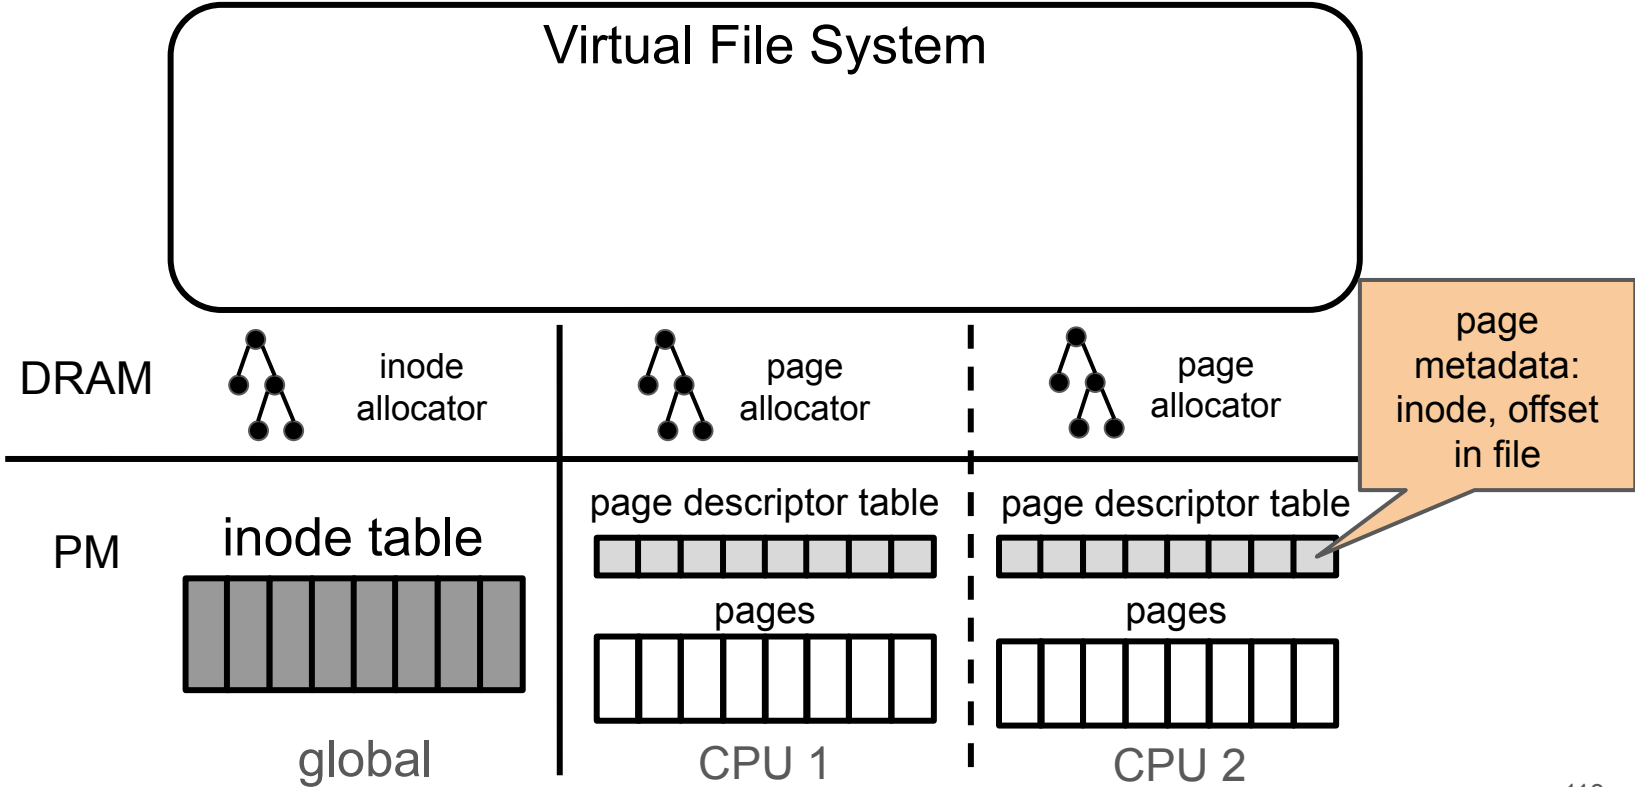 Virtual File System
DRAM
inode
allocator
page
allocator
page
allocator
page
metadata:
inode, offset
in file
PM
inode table
page descriptor table
pages
page descriptor table
pages
global
CPU 1
CPU 2